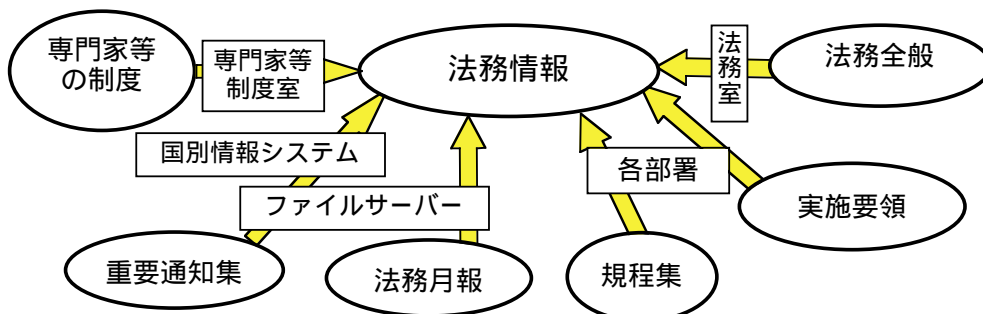 専門家等
の制度
専門家等
制度室
法務情報
法務室
法務全般
国別情報システム
ファイルサーバー
各部署
実施要領
重要通知集
法務月報
規程集